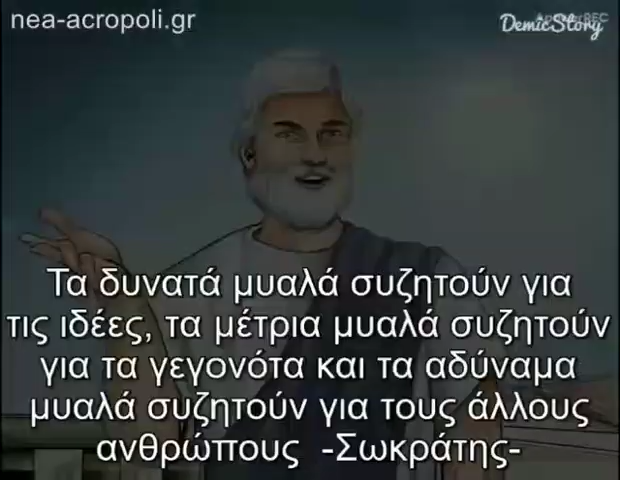 nea-acropoli.gr
DemicStory
Τα δυνατά μυαλά συζητούν για
τις ιδέες, τα μέτρια μυαλά συζητούν
για τα γεγονότα και τα αδύναμα
μυαλά συζητούν για τους άλλους
ανθρώπους -Σωκράτης-